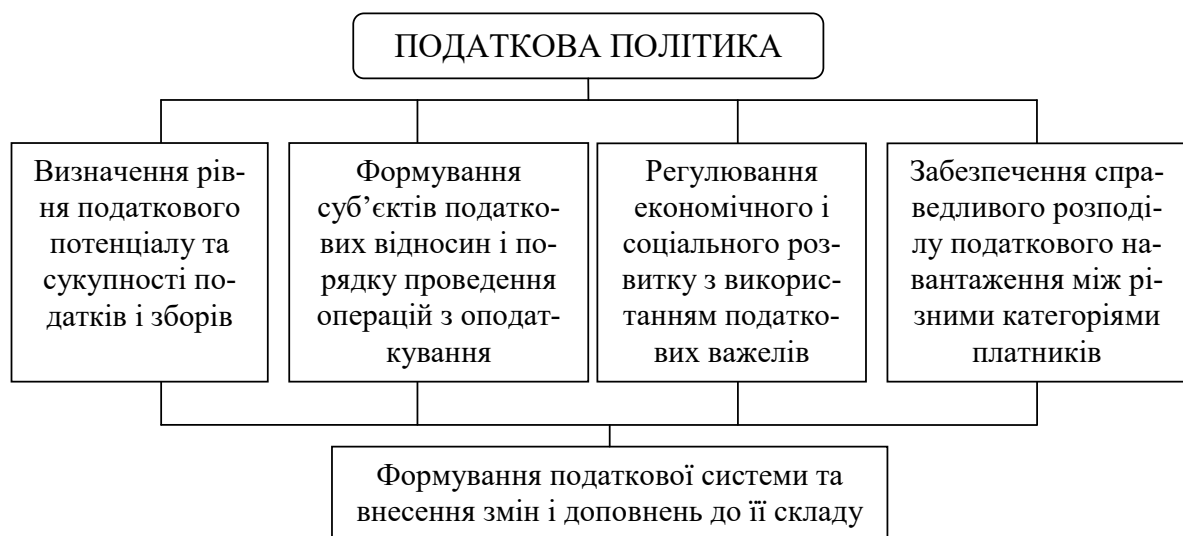 ПОДАТКОВА ПОЛІТИКА
Визначення рів-
ня податкового
потенціалу та
сукупності по-
датків і зборів
Формування
суб’єктів податко-
вих відносин і по-
рядку проведення
операцій з оподат-
кування
Регулювання
економічного і
соціального роз-
витку з викорис-
танням податко-
вих важелів
Забезпечення спра-
ведливого розподі-
лу податкового на-
вантаження між рі-
зними категоріями
платників
Формування податкової системи та
внесення змін і доповнень до її складу